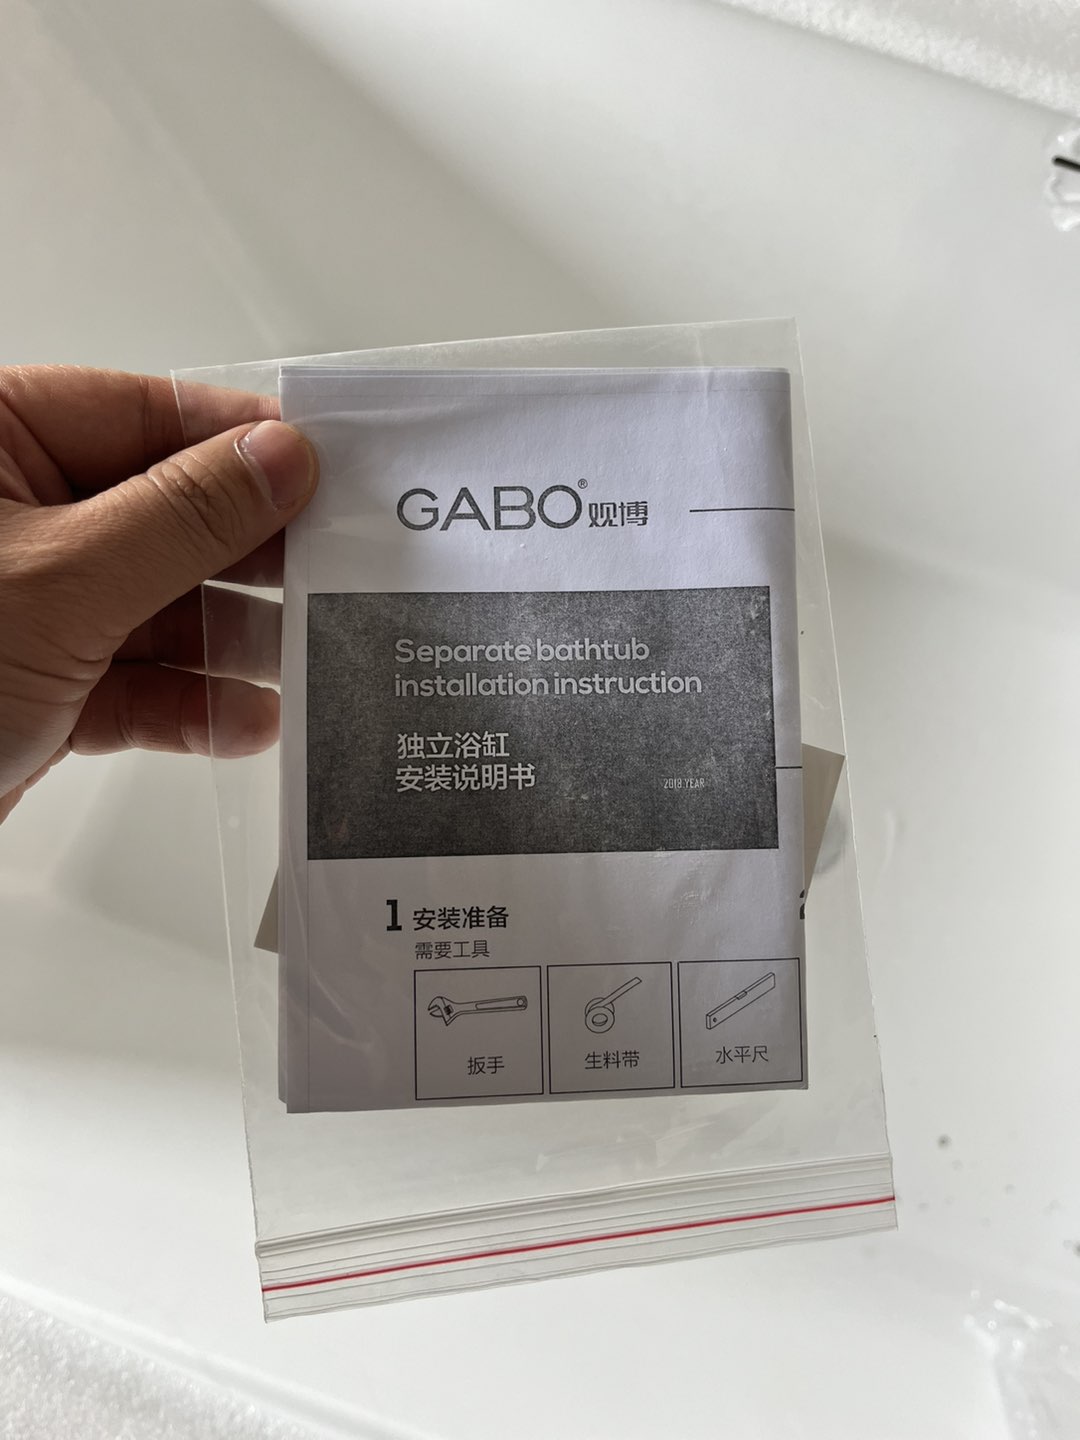 GABO® 观博
Separate bathtub
installation instruction
独立浴缸
安装说明书
2018.YEAR
1 安装准备
需要工具
扳手
生料带
水平尺